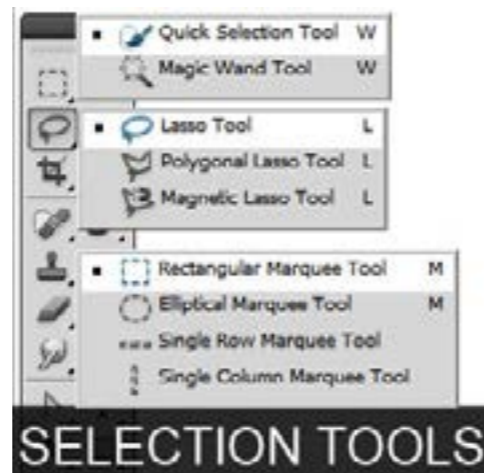 Quick Selection Tool W
Magic Wand Tool W
Lasso Tool L
Polygonal Lasso Tool L
Magnetic Lasso Tool L
Rectangular Marquee Tool M
Elliptical Marquee Tool M
Single Row Marquee Tool
Single Column Marquee Tool
SELECTION TOOLS